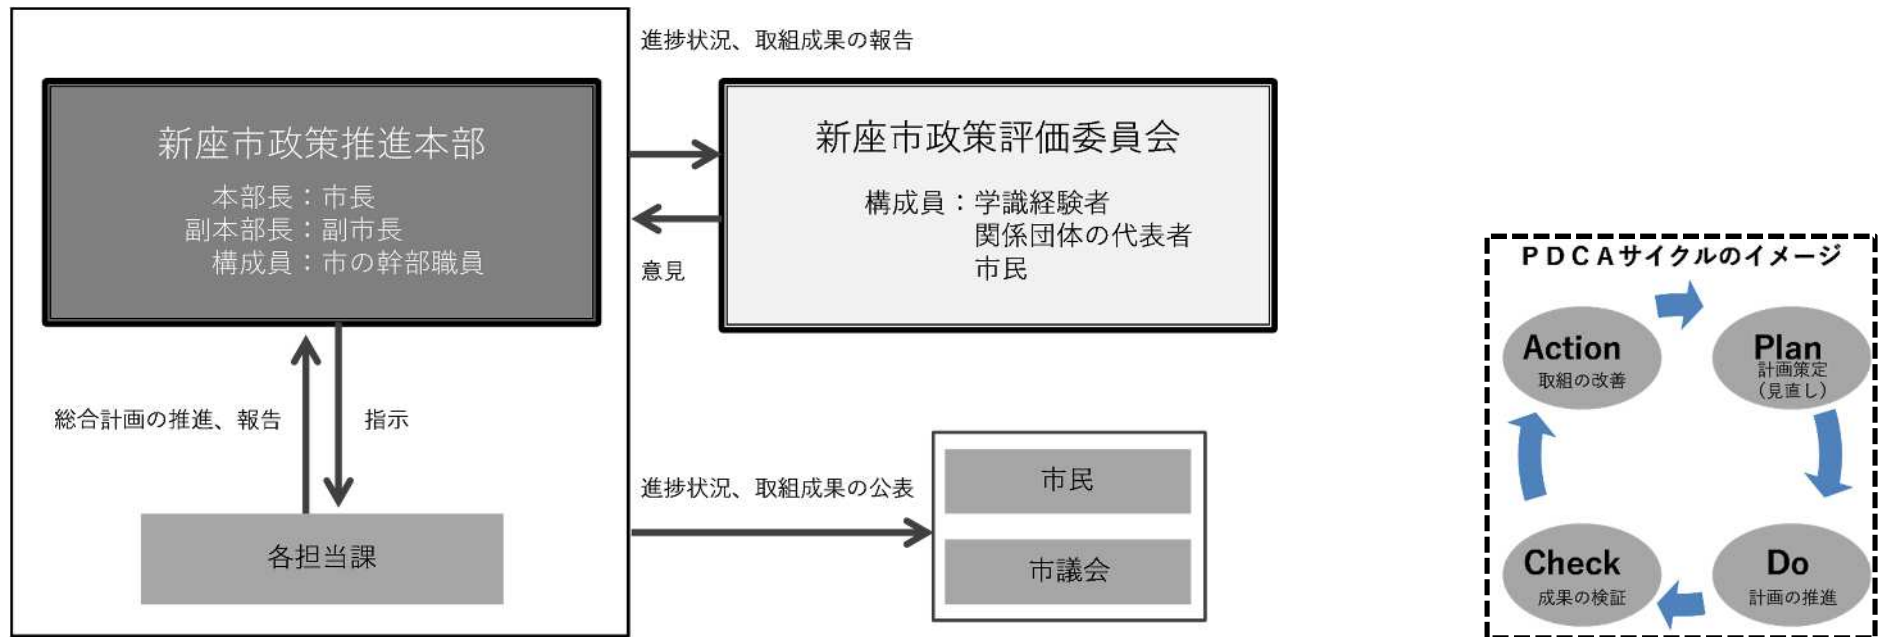 進捗状況、取組成果の報告
新座市政策推進本部
本部長：市長
副本部長：副市長
構成員：市の幹部職員
新座市政策評価委員会
構成員：学識経験者
関係団体の代表者
市民
意見
総合計画の推進、報告
指示
各担当課
進捗状況、取組成果の公表
市民
市議会
ＰＤＣＡサイクルのイメージ
Action
取組の改善
Plan
計画策定
（見直し）
Check
成果の検証
Do
計画の推進